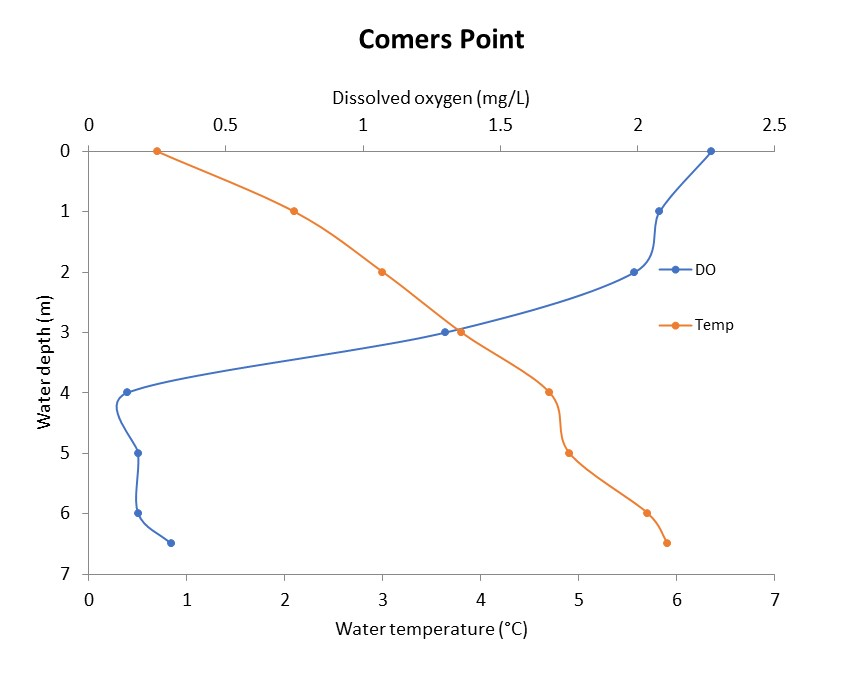 Comers Point
Dissolved oxygen (mg/L)
0 0.5 1 1.5 2 2.5
0
1
2
3
4
5
6
7
Water depth (m)
DO
Temp
0 1 2 3 4 5 6 7
Water temperature (°C)